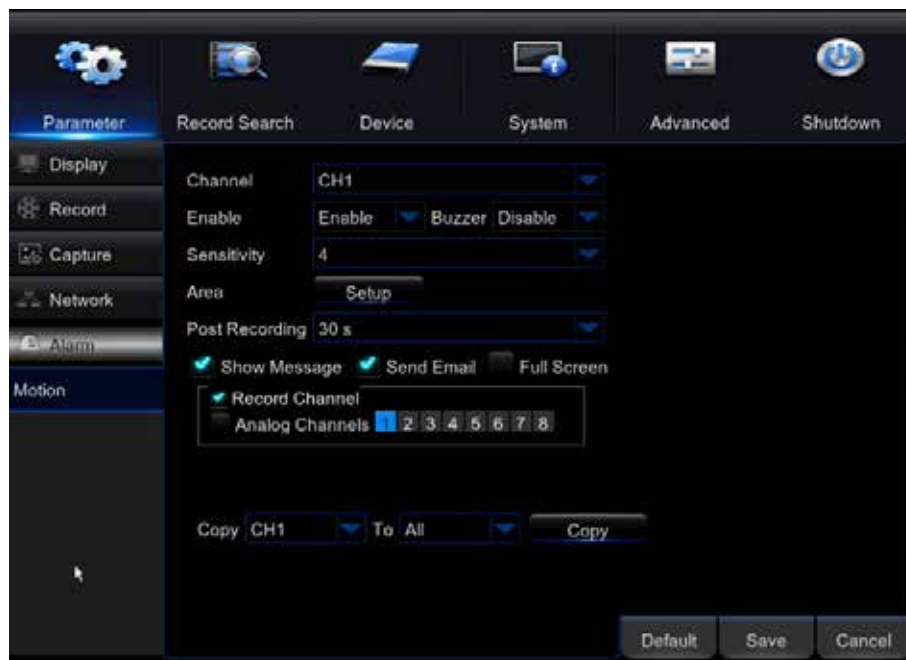 Parameter Record Search Device System Advanced Shutdown
Display
Record
Capture
Network
Alarm
Motion
Channel CH1
Enable Enable Buzzer Disable
Sensitivity 4
Area Setup
Post Recording 30 s
Show Message Send Email Full Screen
Record Channel
Analog Channels 1 2 3 4 5 6 7 8
Copy CH1 To All Copy
Default Save Cancel